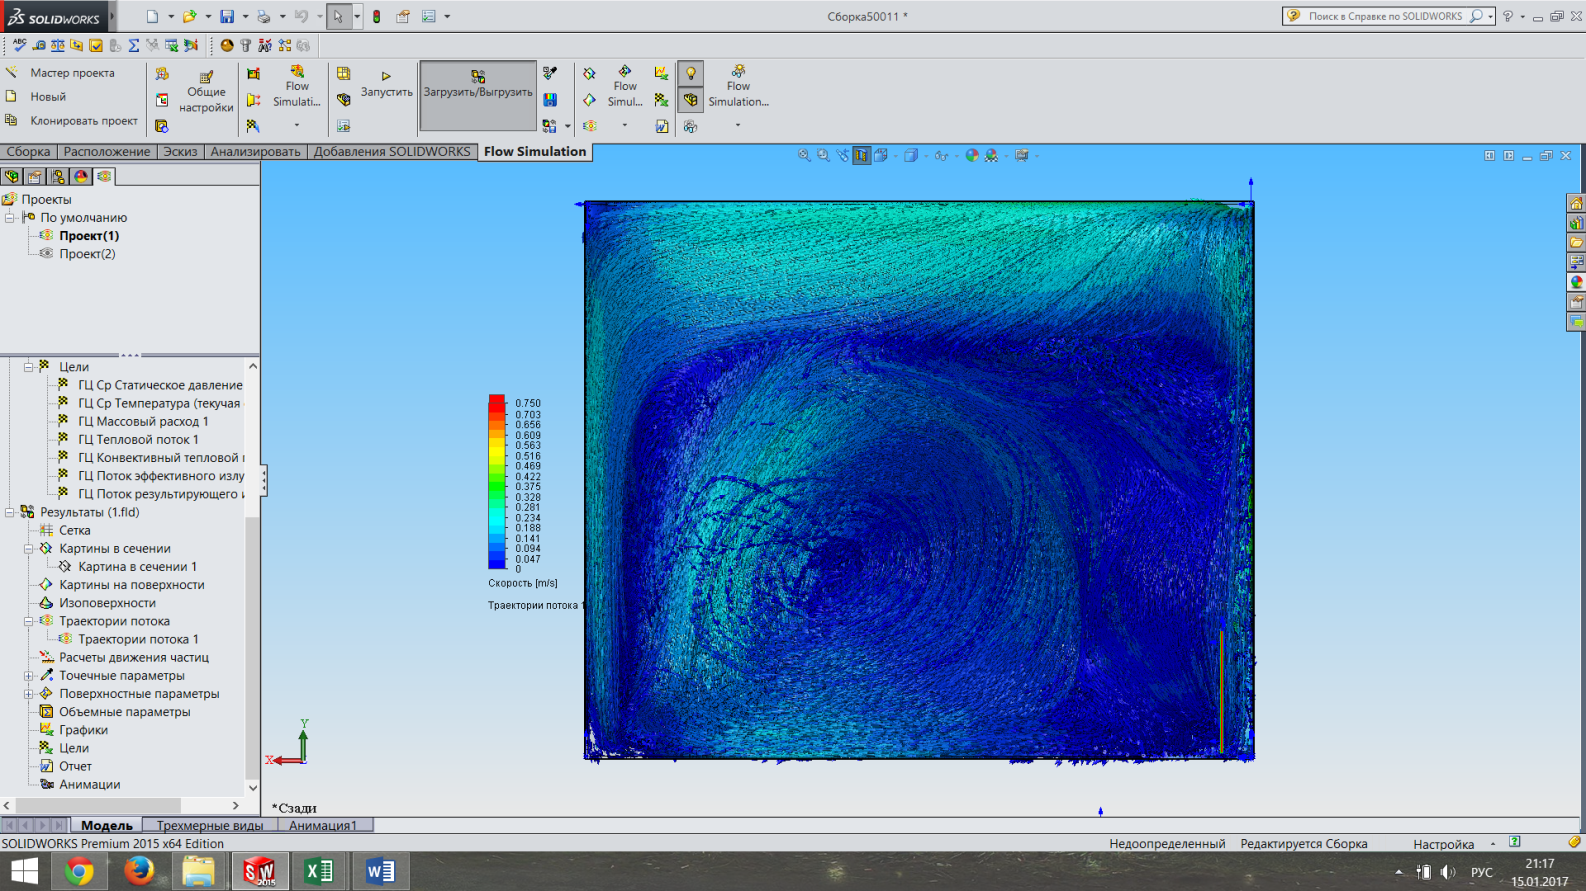 SOLIDWORKS
Сборка50011 *
Поиск в Справке по SOLIDWORKS
ABC
Мастер проекта
Новый
Клонировать проект
Общие
настройки
Flow
Simulati...
Запустить
Загрузить/Выгрузить
Flow
Simul...
Flow
Simulation...
Сборка
Расположение
Эскиз
Анализировать
Добавления SOLIDWORKS
Flow Simulation
Проекты
По умолчанию
Проект(1)
Проект(2)
Цели
ГЦ Ср Статическое давление
ГЦ Ср Температура (текучая
ГЦ Массовый расход 1
ГЦ Тепловой поток 1
ГЦ Конвективный тепловой
ГЦ Поток эффективного излу
ГЦ Поток результирующего
Результаты (1.fld)
Сетка
Картины в сечении
Картина в сечении 1
Картины на поверхности
Изоповерхности
Траектории потока
Траектории потока 1
Расчеты движения частиц
Точечные параметры
Поверхностные параметры
Объемные параметры
Графики
Цели
Отчет
Анимации
0.750
0.703
0.656
0.609
0.563
0.516
0.469
0.422
0.375
0.328
0.281
0.234
0.188
0.141
0.094
0.047
0
Скорость [m/s]
Траектории потока 1
Y
X
*Сзади
Модель
Трехмерные виды
Анимация1
SOLIDWORKS Premium 2015 x64 Edition
Недоопределенный
Редактируется Сборка
Настройка
SW
2015
РУС
21:17
15.01.2017